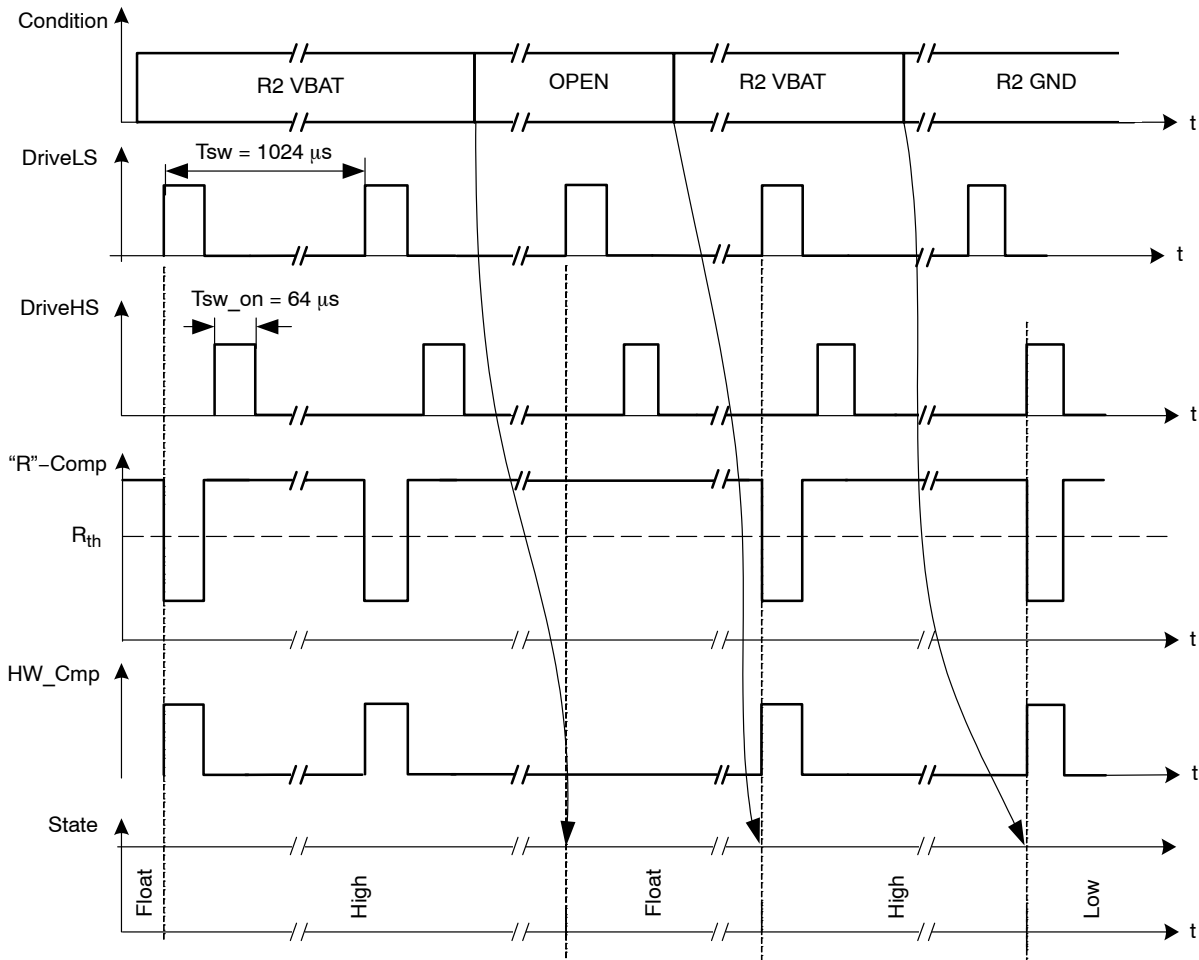 Condition
R2 VBAT
OPEN
R2 VBAT
R2 GND
t
DriveLS
Tsw = 1024 μs
t
DriveHS
Tsw_on = 64 μs
t
“R”−Comp
Rth
t
HW_Cmp
t
State
Float
High
Float
High
Low
t